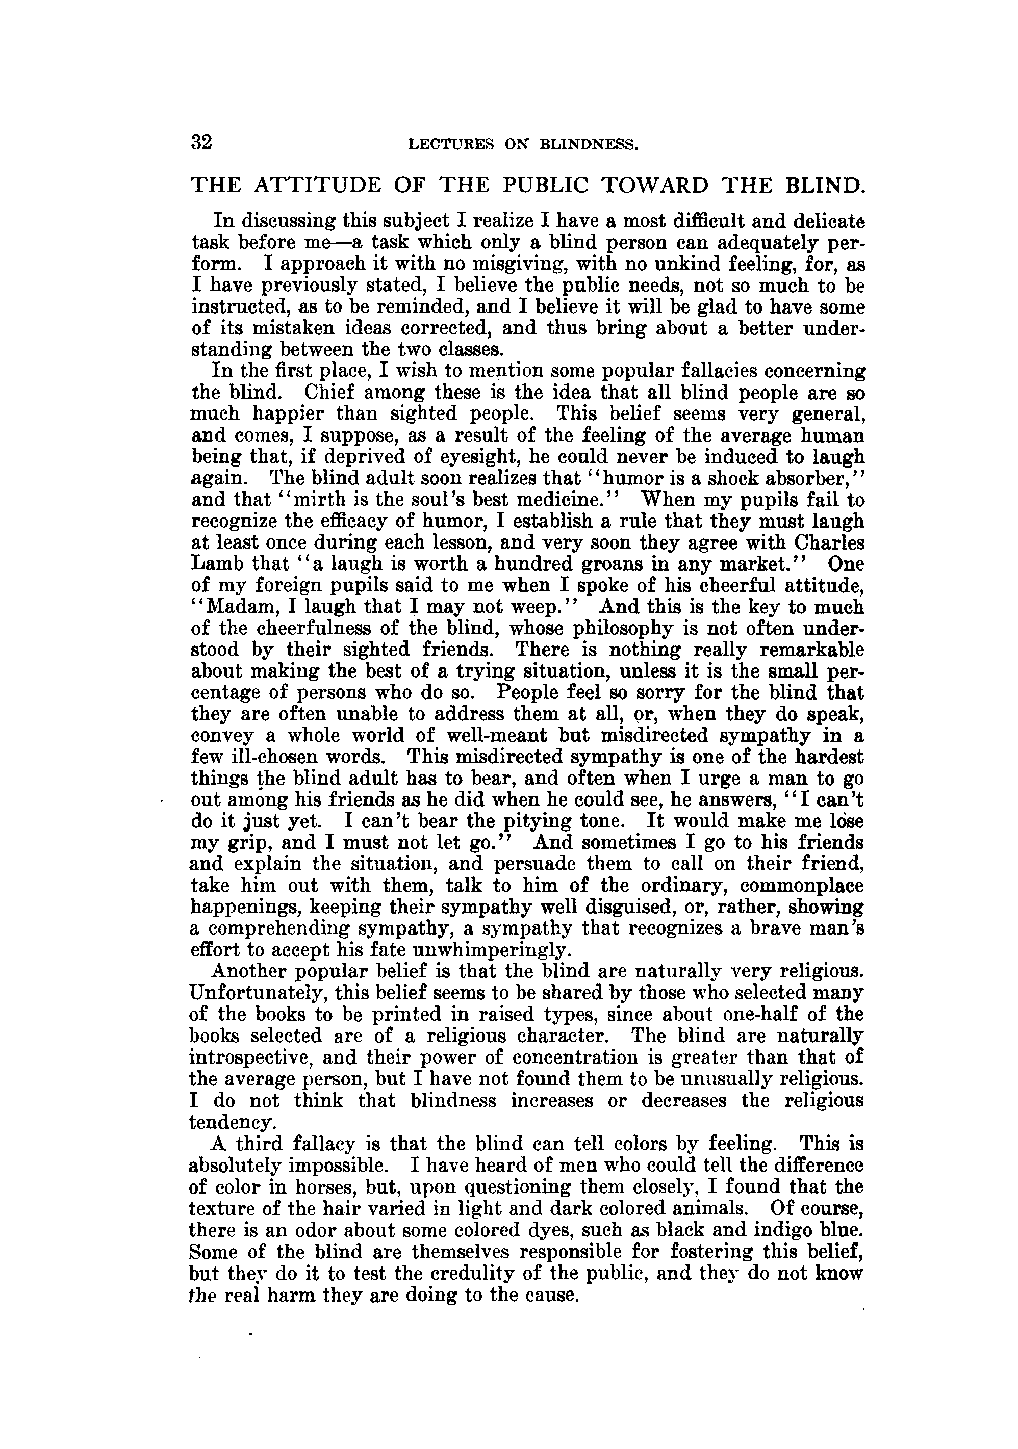 32 LECTURES ON BLINDNESS.
THE ATTITUDE OF THE PUBLIC TOWARD THE BLIND.
In discussing this subject I realize I have a most difficult and delicate
task before me—a task which only a blind person can adequately per-
form. I approach it with no misgiving, with no unkind feeling, for, as
I have previously stated, I believe the public needs, not so much to be
instructed, as to be reminded, and I believe it will be glad to have some
of its mistaken ideas corrected, and thus bring about a better under-
standing between the two classes.
In the first place, I wish to mention some popular fallacies concerning
the blind. Chief among these is the idea that all blind people are so
much happier than sighted people. This belief seems very general,
and comes, I suppose, as a result of the feeling of the average human
being that, if deprived of eyesight, he could never be induced to laugh
again. The blind adult soon realizes that "humor is a shock absorber,"
and that "mirth is the soul's best medicine." When my pupils fail to
recognize the efficacy of humor, I establish a rule that they must laugh
at least once during each lesson, and very soon they agree with Charles
Lamb that "a laugh is worth a hundred groans in any market." One
of my foreign pupils said to me when I spoke of his cheerful attitude,
"Madam, I laugh that I may not weep." And this is the key to much
of the cheerfulness of the blind, whose philosophy is not often under-
stood by their sighted friends. There is nothing really remarkable
about making the best of a trying situation, unless it is the small per-
centage of persons who do so. People feel so sorry for the blind that
they are often unable to address them at all, or, when they do speak,
convey a whole world of well-meant but misdirected sympathy in a
few ill-chosen words. This misdirected sympathy is one of the hardest
things the blind adult has to bear, and often when I urge a man to go
out among his friends as he did when he could see, he answers, "I can't
do it just yet. I can't bear the pitying tone. It would make me lose
my grip, and I must not let go." And sometimes I go to his friends
and explain the situation, and persuade them to call on their friend,
take him out with them, talk to him of the ordinary, commonplace
happenings, keeping their sympathy well disguised, or, rather, showing
a comprehending sympathy, a sympathy that recognizes a brave man's
effort to accept his fate unwhimperingly.
Another popular belief is that the blind are naturally very religious.
Unfortunately, this belief seems to be shared by those who selected many
of the books to be printed in raised types, since about one-half of the
books selected are of a religious character. The blind are naturally
introspective, and their power of concentration is greater than that of
the average person, but I have not found them to be unusually religious.
I do not think that blindness increases or decreases the religious
tendency.
A third fallacy is that the blind can tell colors by feeling. This is
absolutely impossible. I have heard of men who could tell the difference
of color in horses, but, upon questioning them closely, I found that the
texture of the hair varied in light and dark colored animals. Of course,
there is an odor about some colored dyes, such as black and indigo blue.
Some of the blind are themselves responsible for fostering this belief,
but they do it to test the credulity of the public, and they do not know
the real harm they are doing to the cause.